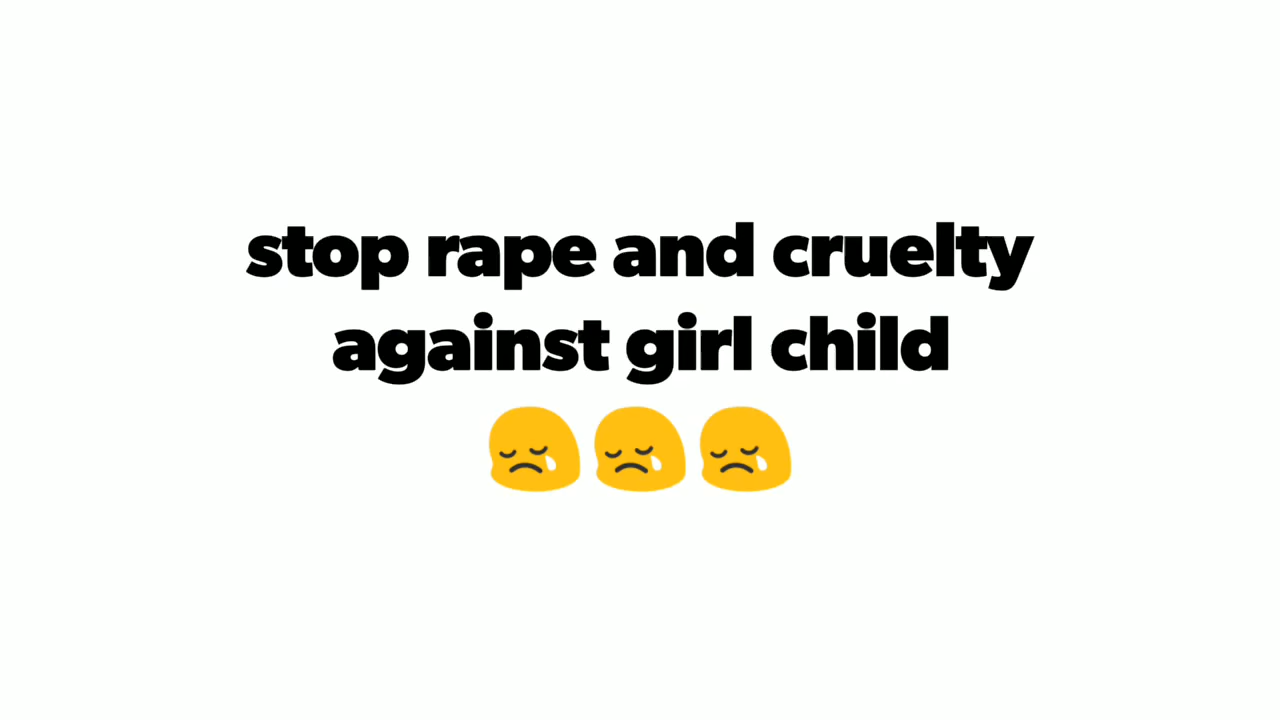 stop rape and cruelty
against girl child
😢😢😢